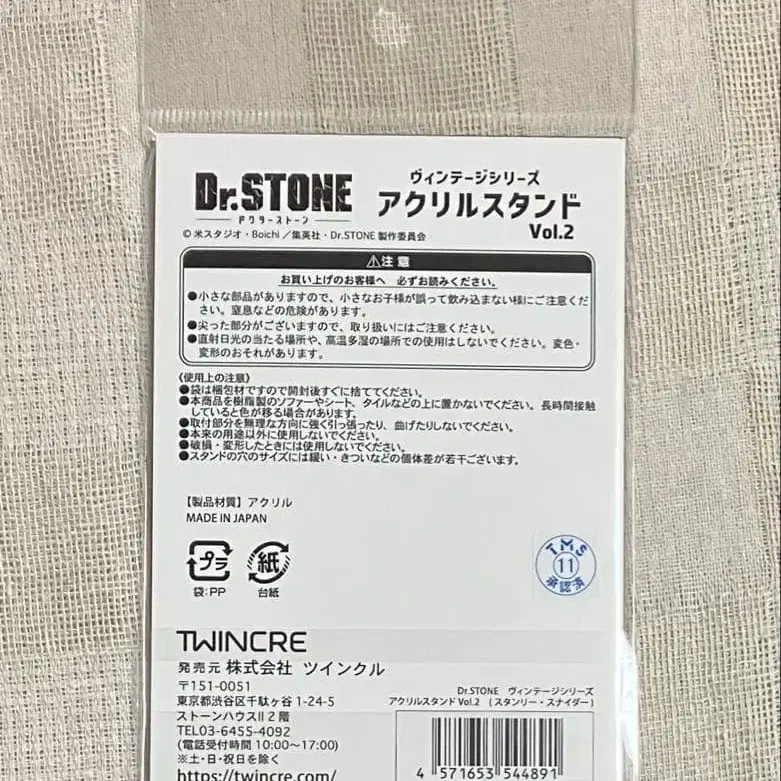 Dr.STONE
ドクターストーン
ヴィンテージシリーズ
アクリルスタンド
Vol.2
© 米スタジオ・Boichi／集英社・Dr.STONE 製作委員会
⚠注意
お買い上げのお客様へ 必ずお読みください。
●小さな部品がありますので、小さなお子様が誤って飲み込まない様にご注意くだ
さい。窒息などの危険があります。
●尖った部分がございますので、取り扱いにはご注意ください。
●直射日光の当たる場所や、高温多湿の場所での使用はしないでください。変色・
変形のおそれがあります。
《使用上の注意》
●袋は梱包材ですので開封後すぐに捨ててください。
●本商品を樹脂製のソファーやシート、タイルなどの上に置かないでください。長時間接触
していると色が移る場合があります。
●取付部分を無理な方向に強く引っ張ったり、曲げたりしないでください。
●本来の用途以外に使用しないでください。
●破損・変形したときには使用しないでください。
●スタンドの穴のサイズには緩い・きついなどの個体差が若干ございます。
【製品材質】アクリル
MADE IN JAPAN
プラ
袋:PP
紙
台紙
TMS
11
承認済
TWINCRE
発売元 株式会社 ツインクル
〒151-0051
東京都渋谷区千駄ヶ谷 1-24-5
ストーンハウスII 2 階
TEL03-6455-4092
(電話受付時間 10:00〜17:00)
※土・日・祝日を除く
https://twincre.com/
Dr.STONE ヴィンテージシリーズ
アクリルスタンド Vol.2 (スタンリー・スナイダー)
4 571653 544891